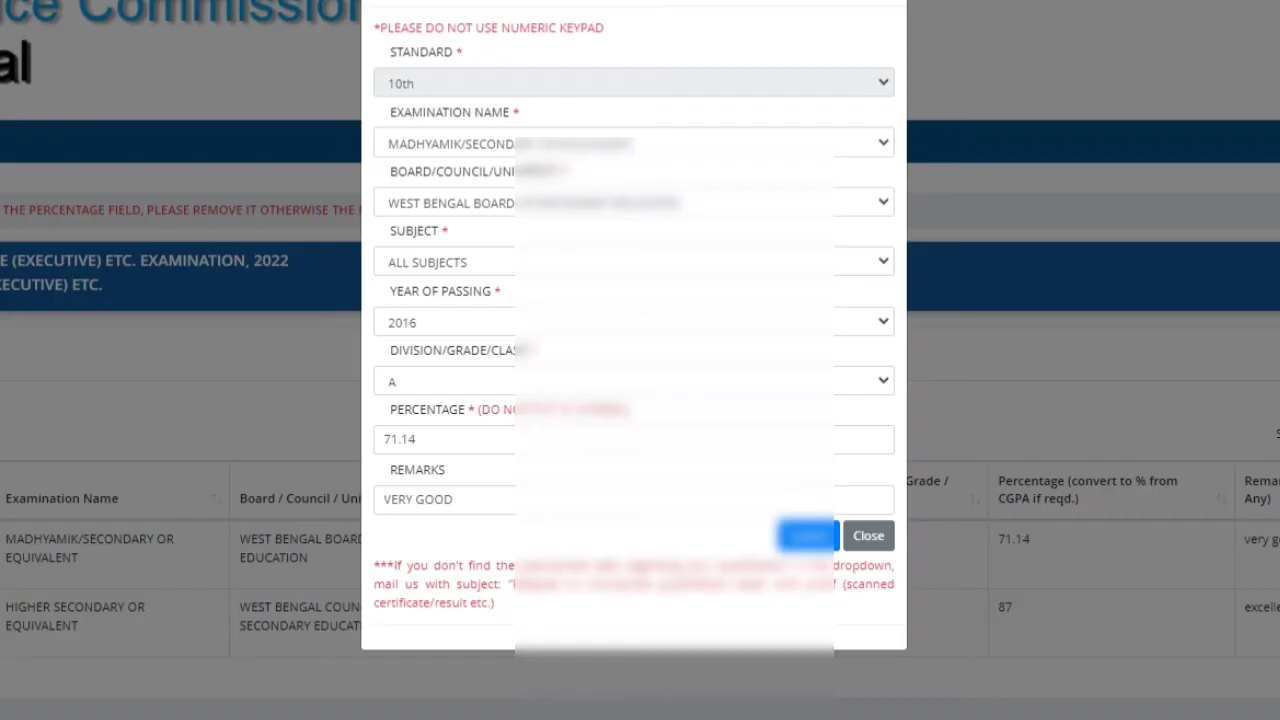 ce Commission
al
*PLEASE DO NOT USE NUMERIC KEYPAD
STANDARD *
10th
EXAMINATION NAME *
MADHYAMIK/SECOND
BOARD/COUNCIL/UNI
THE PERCENTAGE FIELD, PLEASE REMOVE IT OTHERWISE THE
WEST BENGAL BOARD
SUBJECT *
E (EXECUTIVE) ETC. EXAMINATION, 2022
ALL SUBJECTS
ECUTIVE) ETC.
YEAR OF PASSING *
2016
DIVISION/GRADE/CLAS
A
PERCENTAGE * (DO NO
71.14
REMARKS
VERY GOOD
Close
***If you don't find the dropdown,
mail us with subject: (scanned
certificate/result etc.)
Examination Name
Board / Council / Uni
Grade /
Percentage (convert to % from
CGPA if reqd.)
Rema
Any)
MADHYAMIK/SECONDARY OR
EQUIVALENT
WEST BENGAL BOARD
EDUCATION
71.14
very go
HIGHER SECONDARY OR
EQUIVALENT
WEST BENGAL COUN
SECONDARY EDUCAT
87
excelle